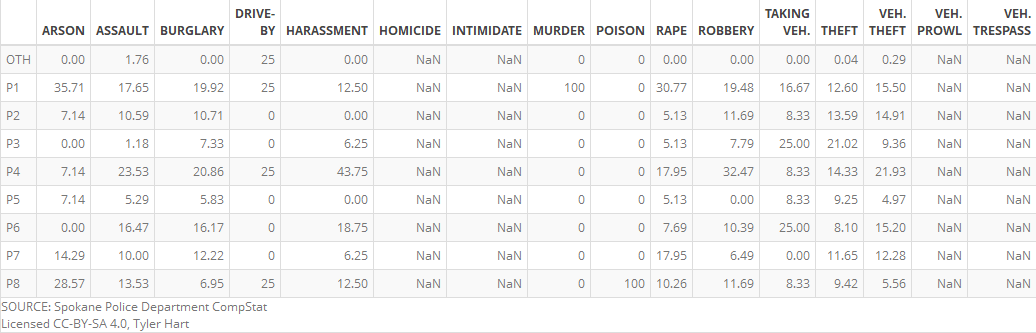 ARSON ASSAULT BURGLARY DRIVE-BY HARASSMENT HOMICIDE INTIMIDATE MURDER POISON RAPE ROBBERY TAKING VEH. THEFT VEH. THEFT VEH. PROWL VEH. TRESPASS
OTH 0.00 1.76 0.00 25 0.00 NaN NaN 0 0 0.00 0.00 0.00 0.04 0.29 NaN NaN
P1 35.71 17.65 19.92 25 12.50 NaN NaN 100 0 30.77 19.48 16.67 12.60 15.50 NaN NaN
P2 7.14 10.59 10.71 0 0.00 NaN NaN 0 0 5.13 11.69 8.33 13.59 14.91 NaN NaN
P3 0.00 1.18 7.33 0 6.25 NaN NaN 0 0 5.13 7.79 25.00 21.02 9.36 NaN NaN
P4 7.14 23.53 20.86 25 43.75 NaN NaN 0 0 17.95 32.47 8.33 14.33 21.93 NaN NaN
P5 7.14 5.29 5.83 0 0.00 NaN NaN 0 0 5.13 0.00 8.33 9.25 4.97 NaN NaN
P6 0.00 16.47 16.17 0 18.75 NaN NaN 0 0 7.69 10.39 25.00 8.10 15.20 NaN NaN
P7 14.29 10.00 12.22 0 6.25 NaN NaN 0 0 17.95 6.49 0.00 11.65 12.28 NaN NaN
P8 28.57 13.53 6.95 25 12.50 NaN NaN 0 100 10.26 11.69 8.33 9.42 5.56 NaN NaN
SOURCE: Spokane Police Department CompStat
Licensed CC-BY-SA 4.0, Tyler Hart